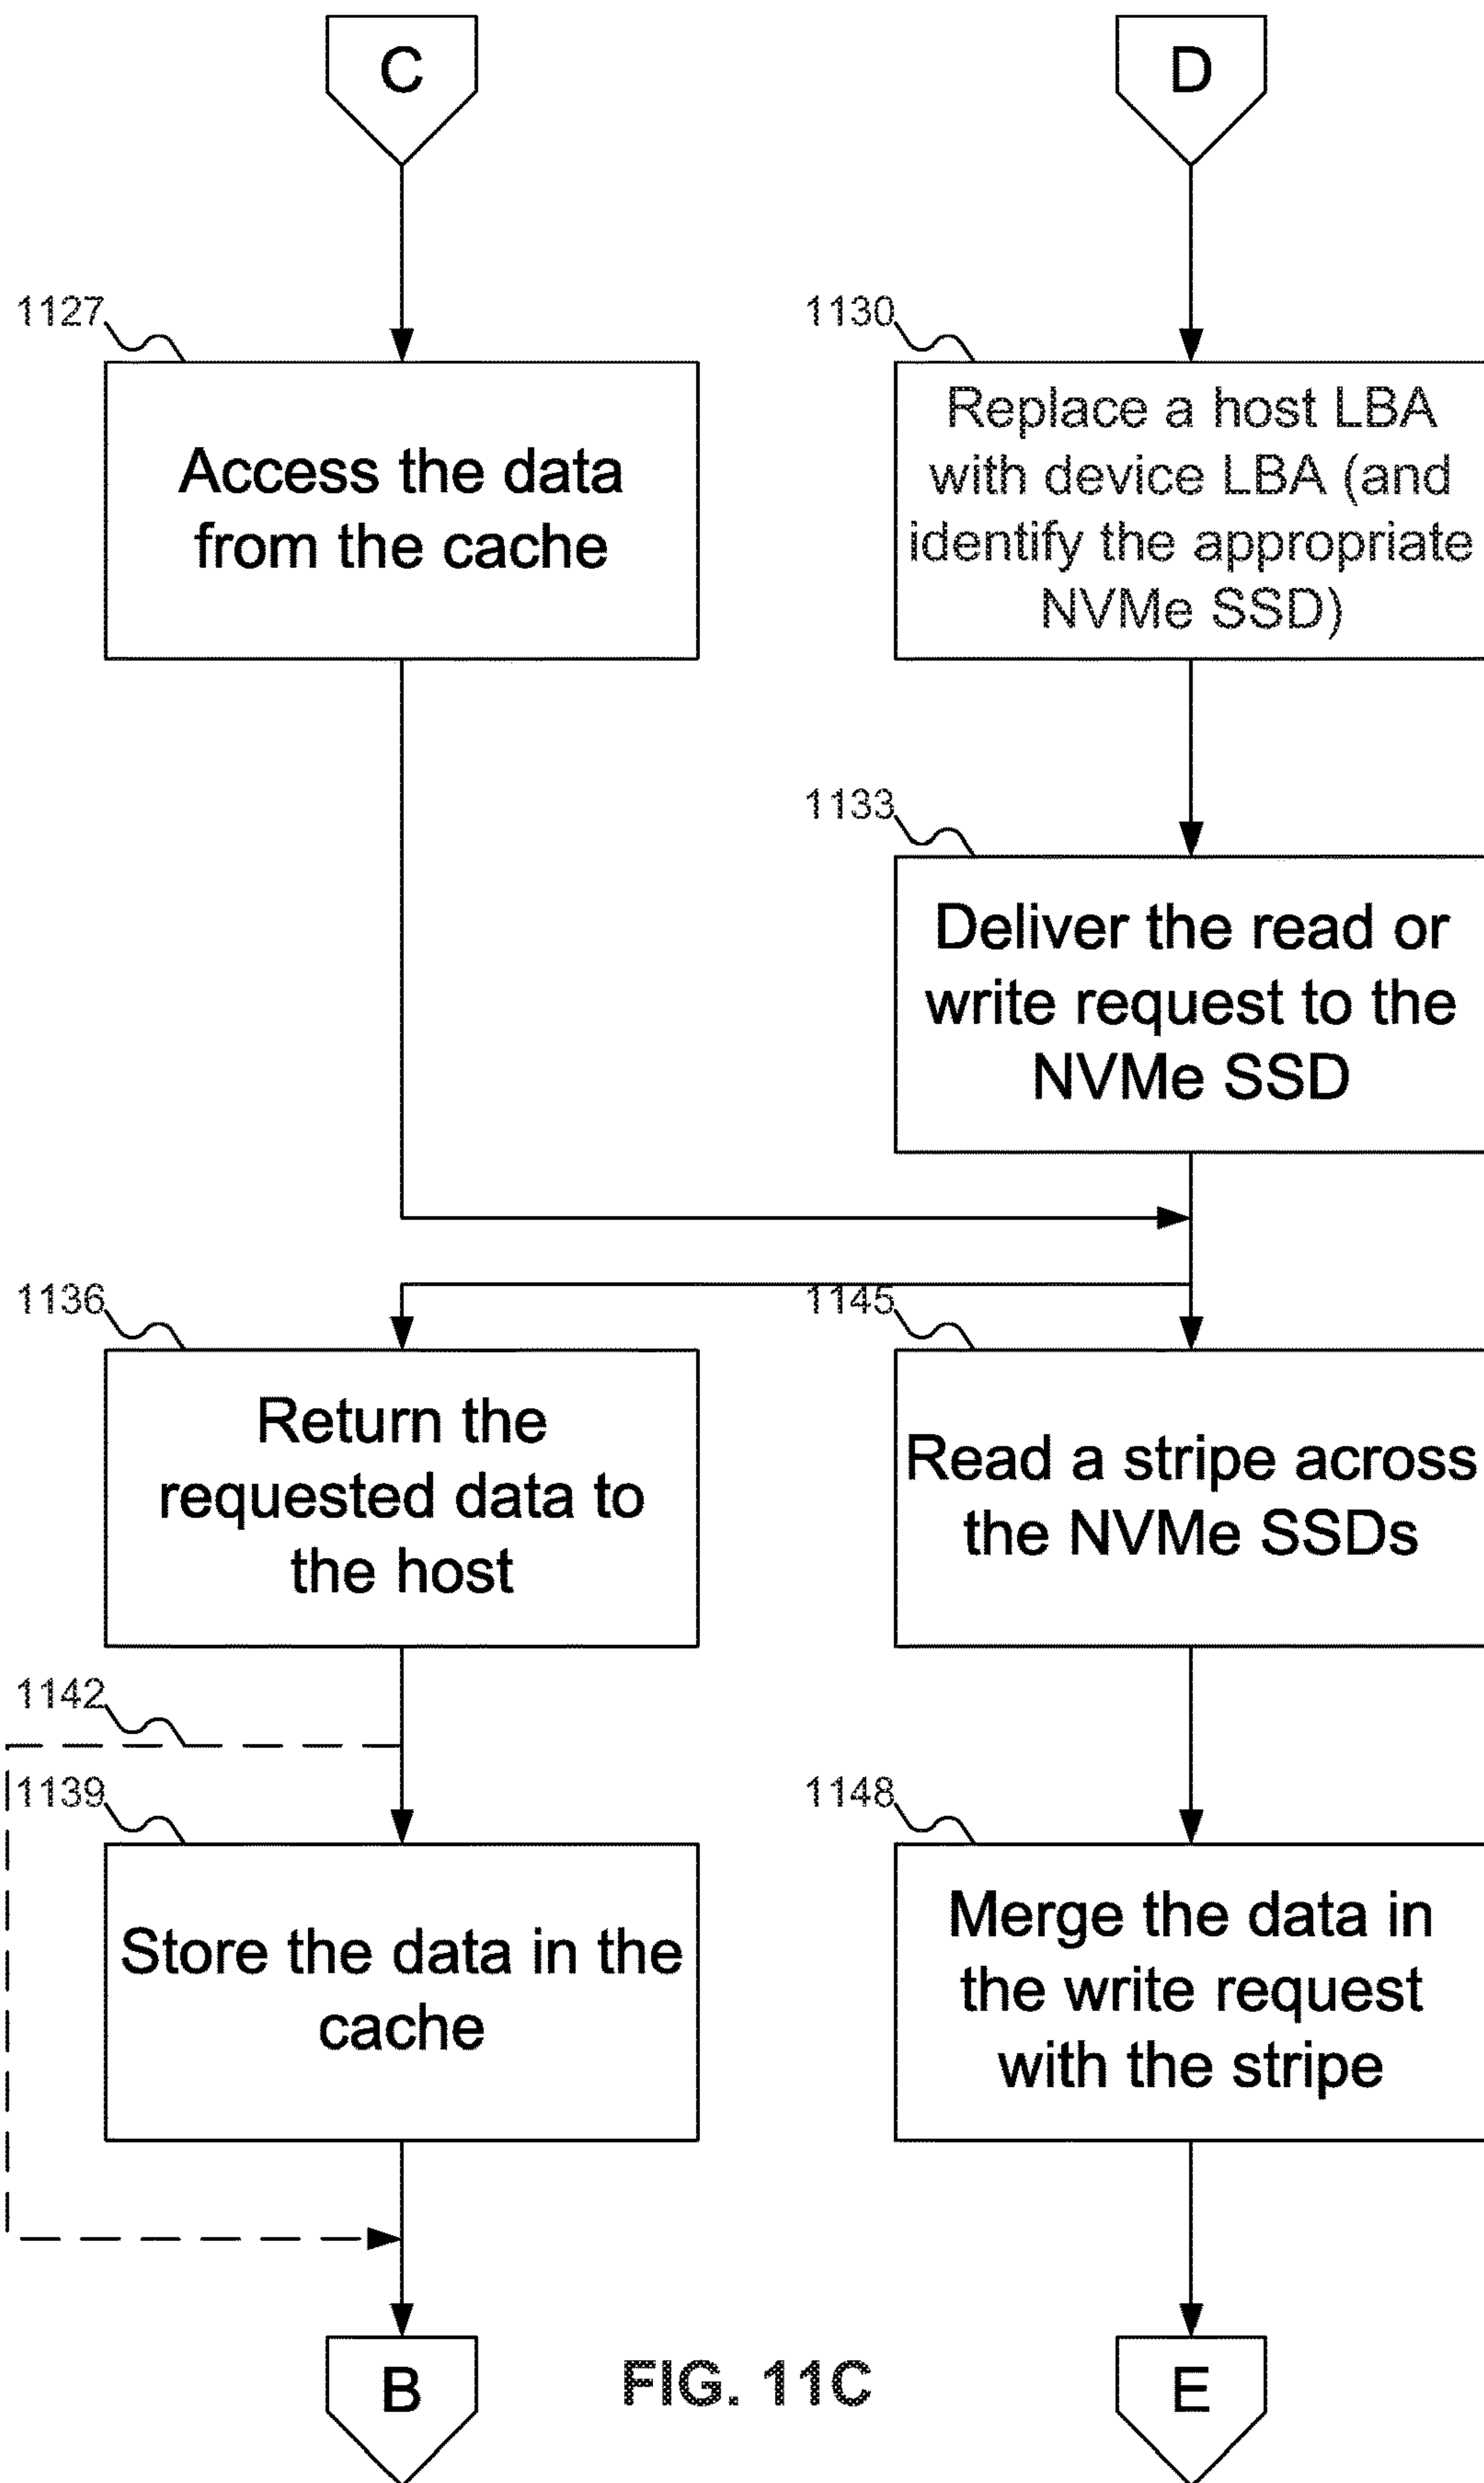 C
D
1127
1130
Access the data
from the cache
Replace a host LBA
with device LBA (and
identify the appropriate
NVMe SSD)
1133
Deliver the read or
write request to the
NVMe SSD
1136
1145
Return the
requested data to
the host
Read a stripe across
the NVMe SSDs
1142
1139
1148
Store the data in the
cache
Merge the data in
the write request
with the stripe
B
FIG. 11C
E